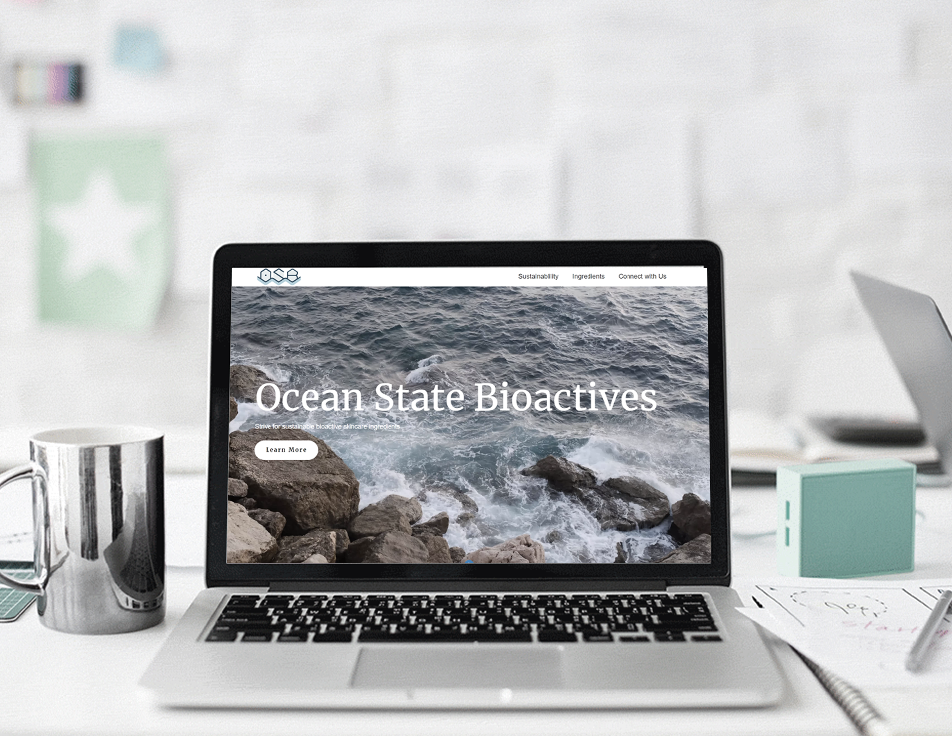 OSB
Sustainability Ingredients Connect with Us
Ocean State Bioactives
Strive for sustainable bioactive skincare ingredients
Learn More